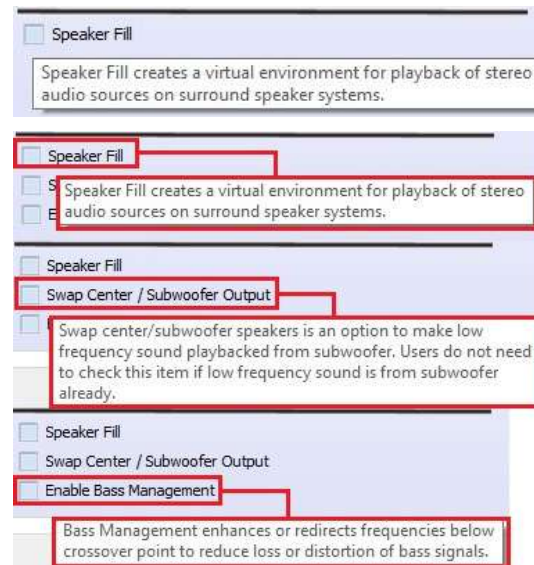 Speaker Fill
Speaker Fill creates a virtual environment for playback of stereo
audio sources on surround speaker systems.
Speaker Fill
S
Speaker Fill creates a virtual environment for playback of stereo
E
audio sources on surround speaker systems.
Speaker Fill
Swap Center / Subwoofer Output
Swap center/subwoofer speakers is an option to make low
frequency sound playbacked from subwoofer. Users do not need
to check this item if low frequency sound is from subwoofer
already.
Speaker Fill
Swap Center / Subwoofer Output
Enable Bass Management
Bass Management enhances or redirects frequencies below
crossover point to reduce loss or distortion of bass signals.